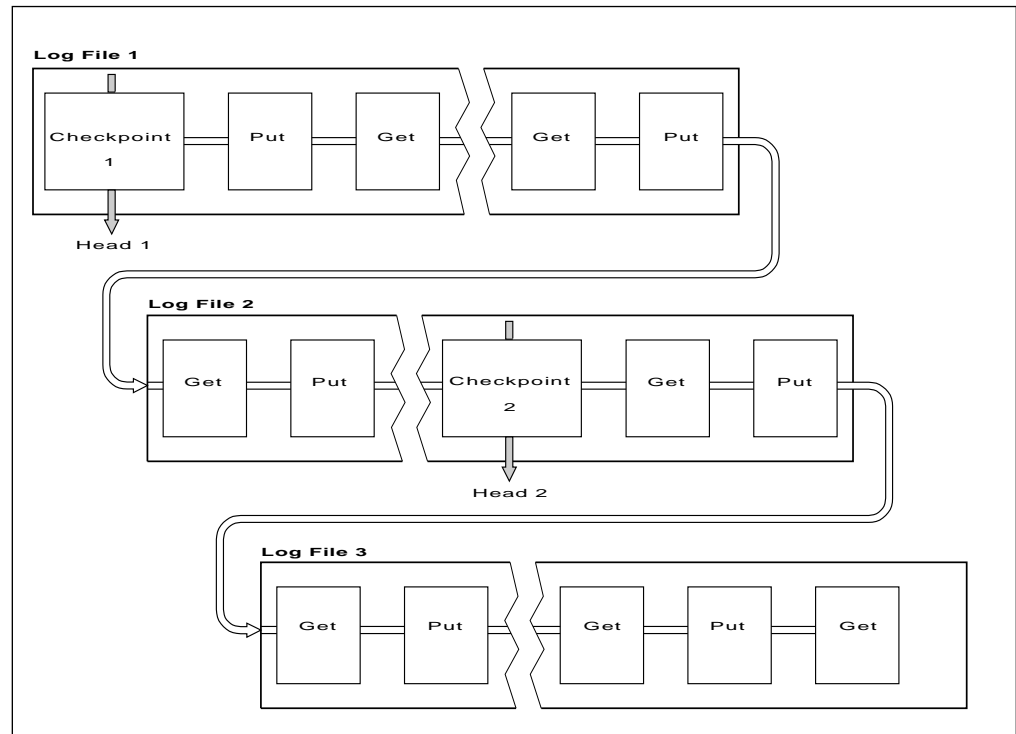 Log File 1
Checkpoint
1
Put
Get
Get
Put
Head 1
Log File 2
Get
Put
Checkpoint
2
Get
Put
Head 2
Log File 3
Get
Put
Get
Put
Get